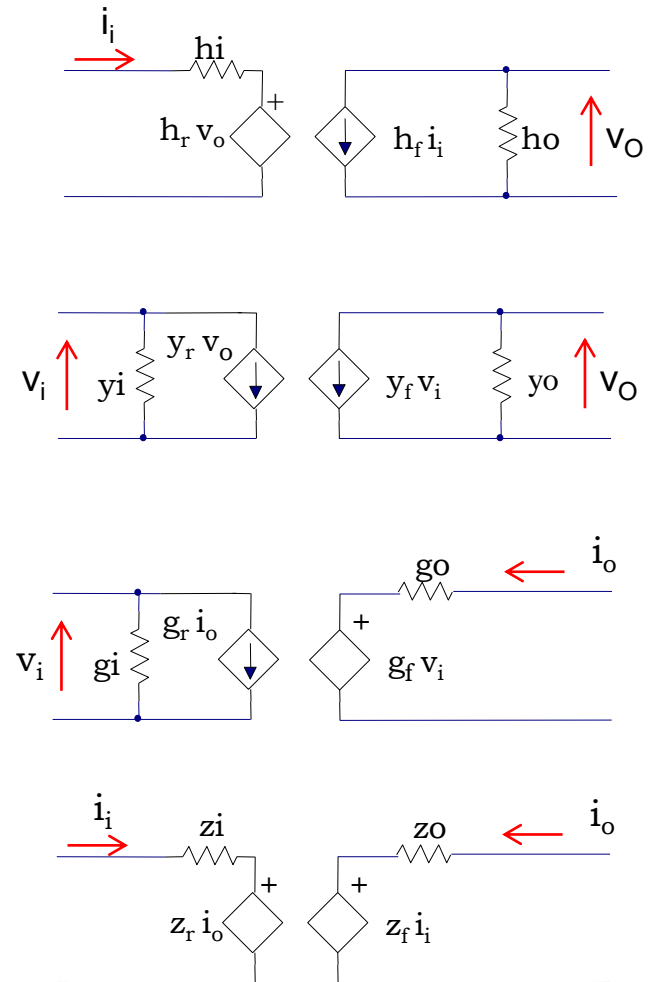 i_i
hi
+
h_r v_o
h_f i_i
ho
v_O
y_r v_o
v_i
yi
y_f v_i
yo
v_O
go
i_o
g_r i_o
+
v_i
gi
g_f v_i
i_i
zi
zo
i_o
+
+
z_r i_o
z_f i_i